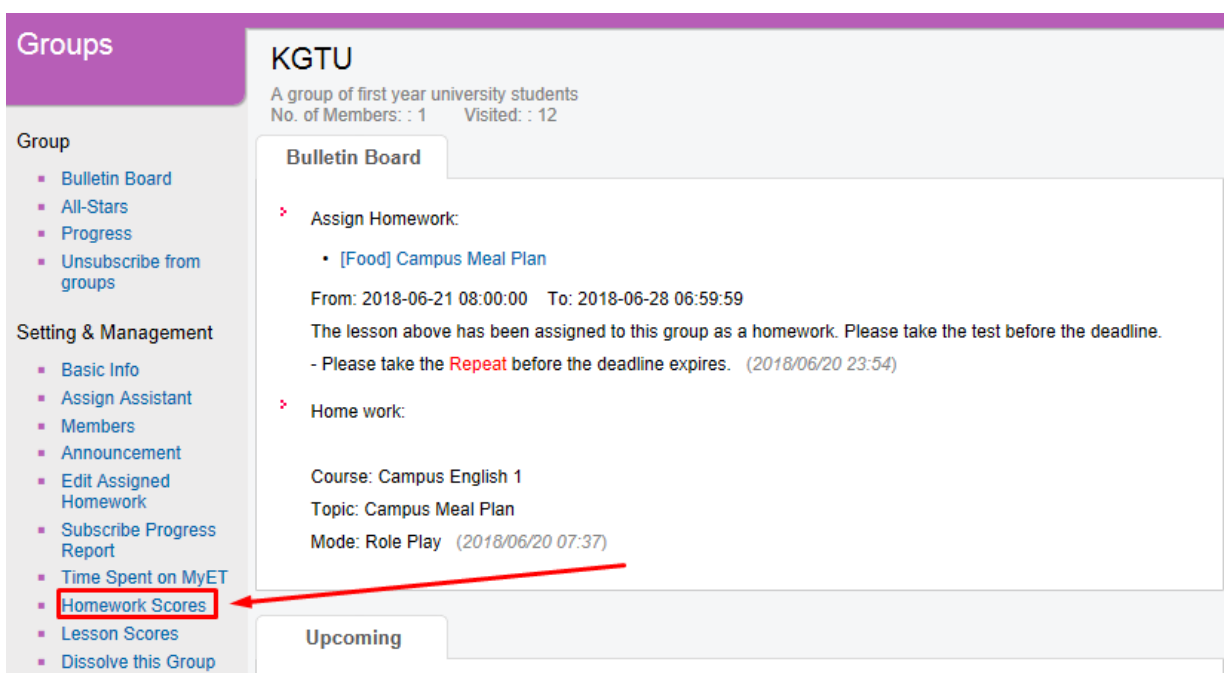 Groups
Group
Bulletin Board
All-Stars
Progress
Unsubscribe from
groups
Setting & Management
Basic Info
Assign Assistant
Members
Announcement
Edit Assigned
Homework
Subscribe Progress
Report
Time Spent on MyET
Homework Scores
Lesson Scores
Dissolve this Group
KGTU
A group of first year university students
No. of Members: : 1 Visited: : 12
Bulletin Board
Assign Homework:
• [Food] Campus Meal Plan
From: 2018-06-21 08:00:00 To: 2018-06-28 06:59:59
The lesson above has been assigned to this group as a homework. Please take the test before the deadline.
- Please take the Repeat before the deadline expires. (2018/06/20 23:54)
Home work:
Course: Campus English 1
Topic: Campus Meal Plan
Mode: Role Play (2018/06/20 07:37)
Upcoming